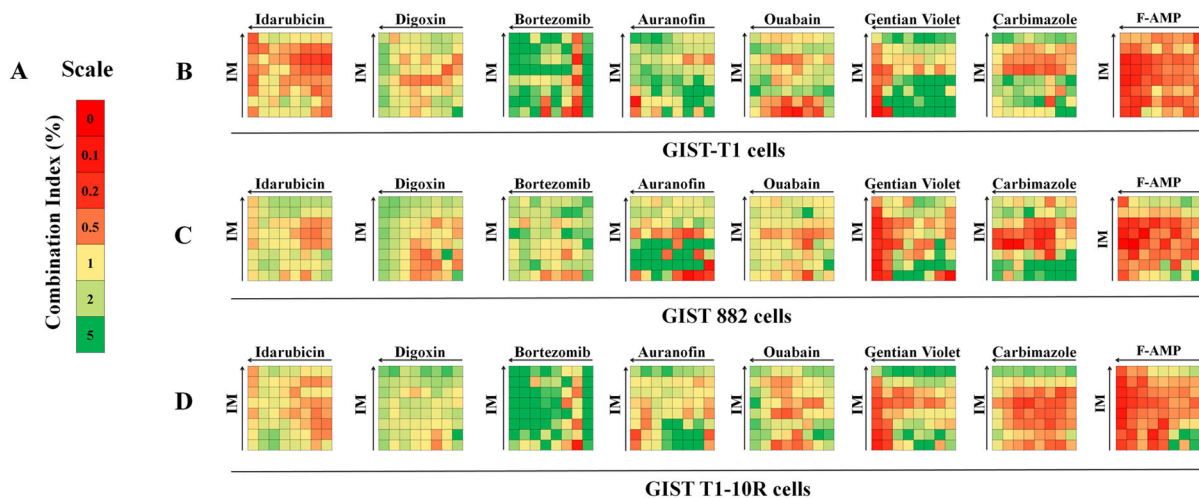 A
Scale
Combination Index (%)
0
0.1
0.2
0.5
1
2
5
B
Idarubicin
Digoxin
Bortezomib
Auranofin
Ouabain
Gentian Violet
Carbimazole
F-AMP
IM
IM
IM
IM
IM
IM
IM
IM
GIST-T1 cells
C
Idarubicin
Digoxin
Bortezomib
Auranofin
Ouabain
Gentian Violet
Carbimazole
F-AMP
IM
IM
IM
IM
IM
IM
IM
IM
GIST 882 cells
D
Idarubicin
Digoxin
Bortezomib
Auranofin
Ouabain
Gentian Violet
Carbimazole
F-AMP
IM
IM
IM
IM
IM
IM
IM
IM
GIST T1-10R cells